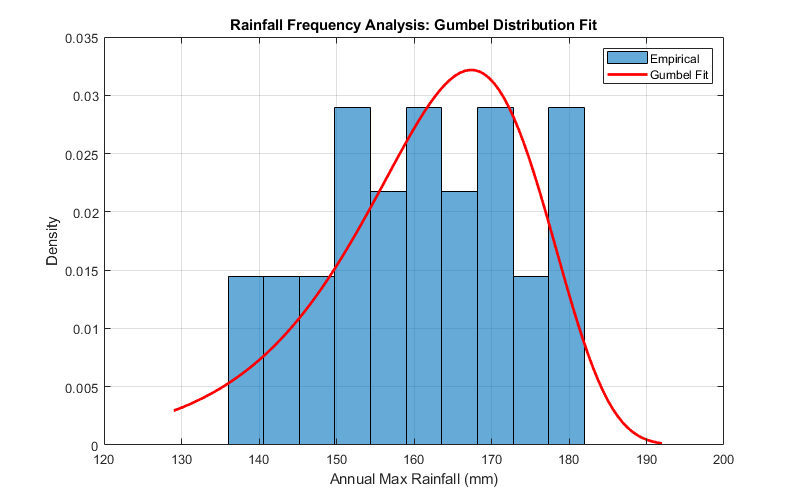 Rainfall Frequency Analysis: Gumbel Distribution Fit
0.035
0.03
0.025
0.02
0.015
0.01
0.005
0
Density
Empirical
Gumbel Fit
120 130 140 150 160 170 180 190 200
Annual Max Rainfall (mm)